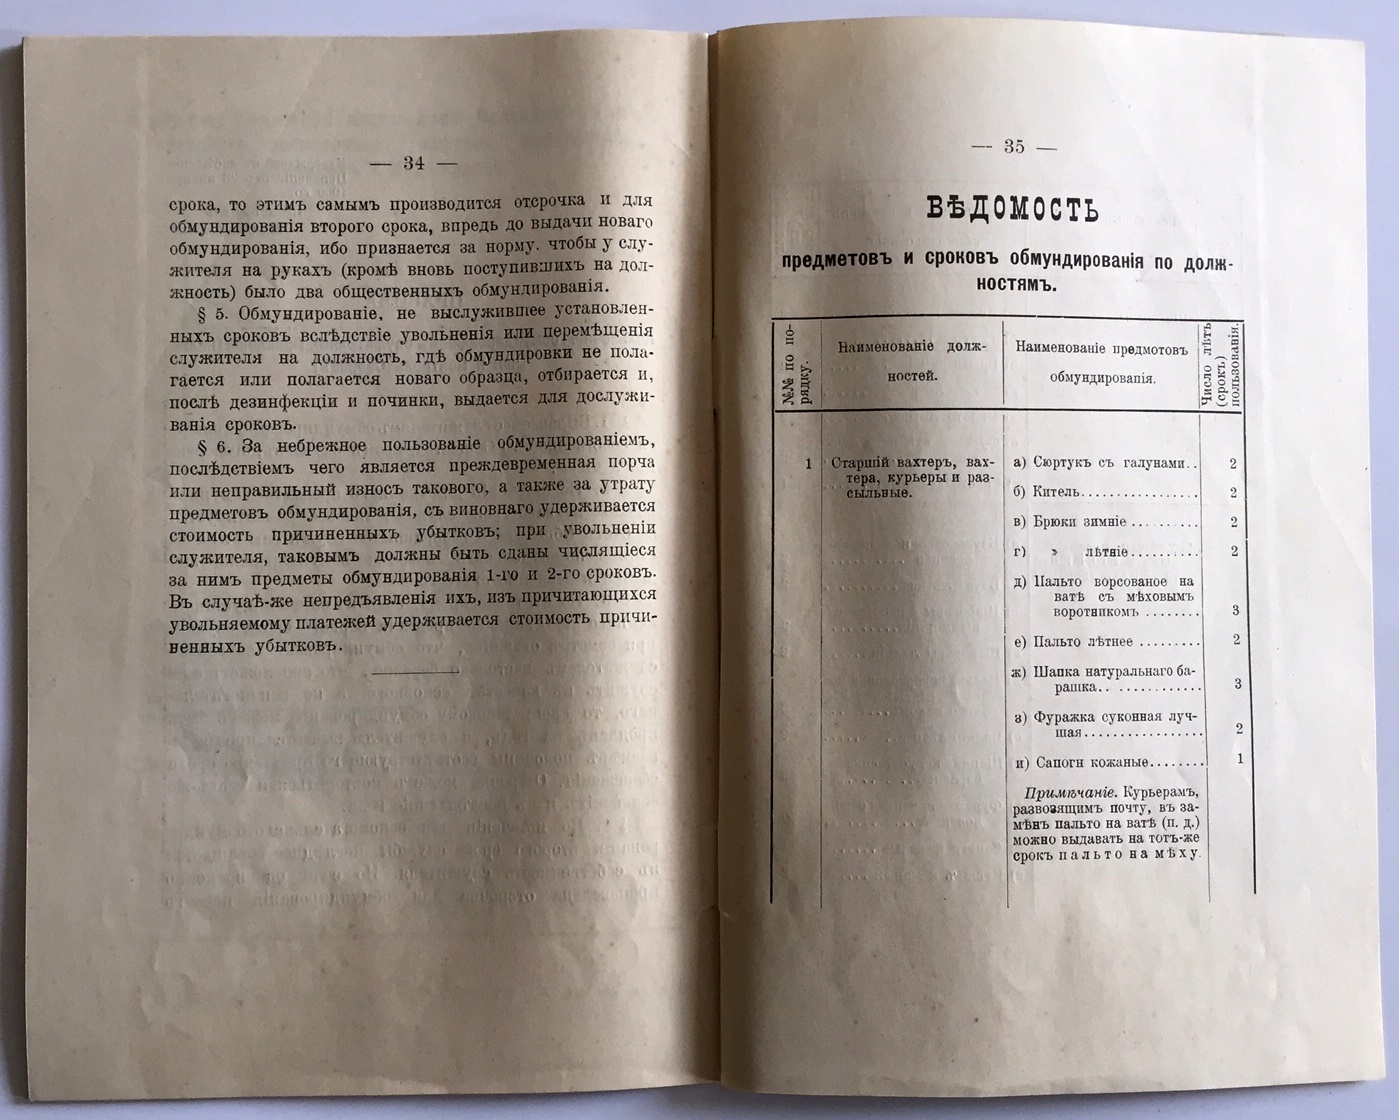 — 34 —
срока, то этимъ самымъ производится отсрочка и для
обмундированія второго срока, впредь до выдачи новаго
обмундированія, ибо признается за норму. чтобы у слу-
жителя на рукахъ (кромѣ вновь поступившихъ на дол-
жность) было два общественныхъ обмундированія.
§ 5. Обмундированіе, не выслужившее установлен-
ныхъ сроковъ вслѣдствіе увольненія или перемѣщенія
служителя на должность, гдѣ обмундировки не пола-
гается или полагается новаго образца, отбирается и,
послѣ дезинфекціи и починки, выдается для дослужи-
ванія сроковъ.
§ 6. За небрежное пользованіе обмундированіемъ,
послѣдствіемъ чего является преждевременная порча
или неправильный износъ такового, а также за утрату
предметовъ обмундированія, съ виновнаго удерживается
стоимость причиненныхъ убытковъ; при увольненіи
служителя, таковымъ должны быть сданы числящіеся
за нимъ предметы обмундированія 1-го и 2-го сроковъ.
Въ случаѣ-же непредъявленія ихъ, изъ причитающихся
увольняемому платежей удерживается стоимость причи-
ненныхъ убытковъ.
— 35 —
ВѢДОМОСТЬ
предметовъ и сроковъ обмундированія по долж-
ностямъ.
№№ по по-
рядку.
Наименованіе долж-
ностей.
Наименованіе предмотовъ
обмундированія.
Число лѣтъ
(срокъ)
пользованія.
1
Старшій вахтеръ, вах-
тера, курьеры и раз-
сыльные.
а) Сюртукъ съ галунами.. 2
б) Китель................ 2
в) Брюки зимніе ......... 2
г) » лѣтніе.......... 2
д) Пальто ворсованое на
ватѣ съ мѣховымъ
воротникомъ ........ 3
е) Пальто лѣтнее ......... 2
ж) Шапка натуральнаго ба-
рашка.. ............ 3
з) Фуражка суконная луч-
шая................. 2
и) Сапоги кожаные........ 1
Примѣчаніе. Курьерамъ,
развозящимъ почту, въ за-
мѣнъ пальто на ватѣ (п. д.)
можно выдавать на тотъ-же
срокъ пальто на мѣху.